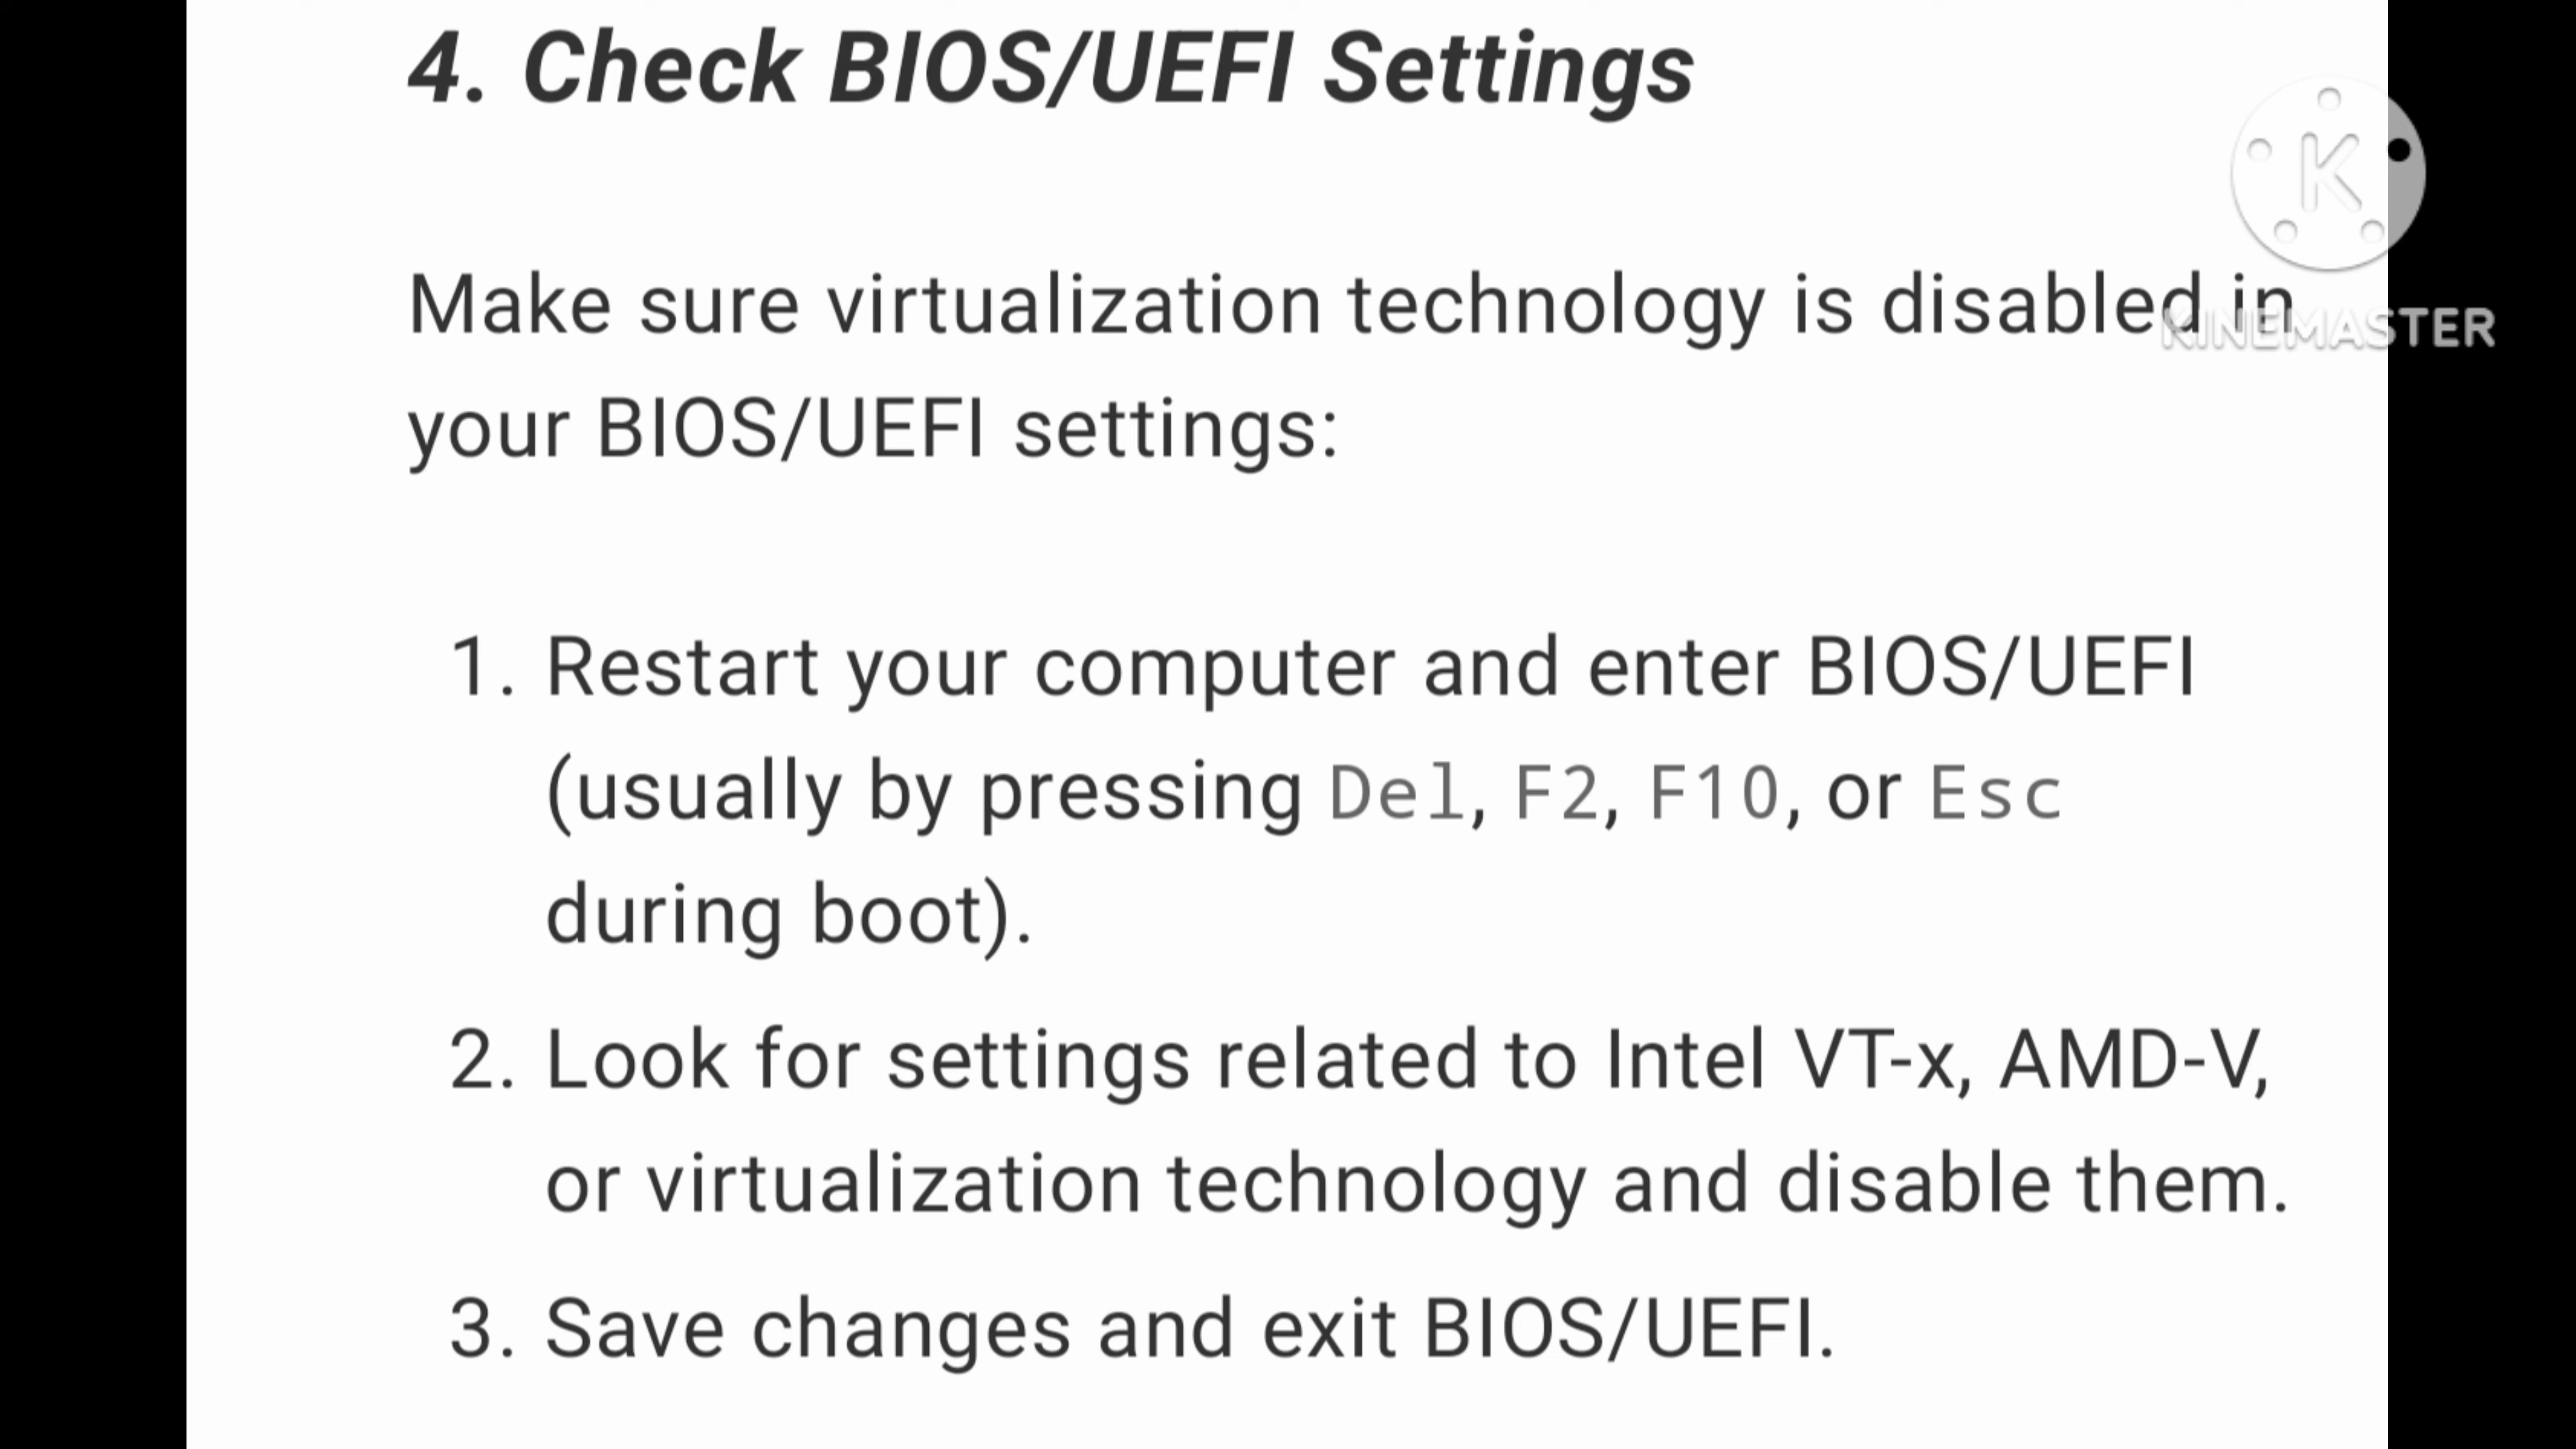 4. Check BIOS/UEFI Settings
K
Make sure virtualization technology is disabled in
KINEMASTER
your BIOS/UEFI settings:
1. Restart your computer and enter BIOS/UEFI
(usually by pressing Del, F2, F10, or Esc
during boot).
2. Look for settings related to Intel VT-x, AMD-V,
or virtualization technology and disable them.
3. Save changes and exit BIOS/UEFI.